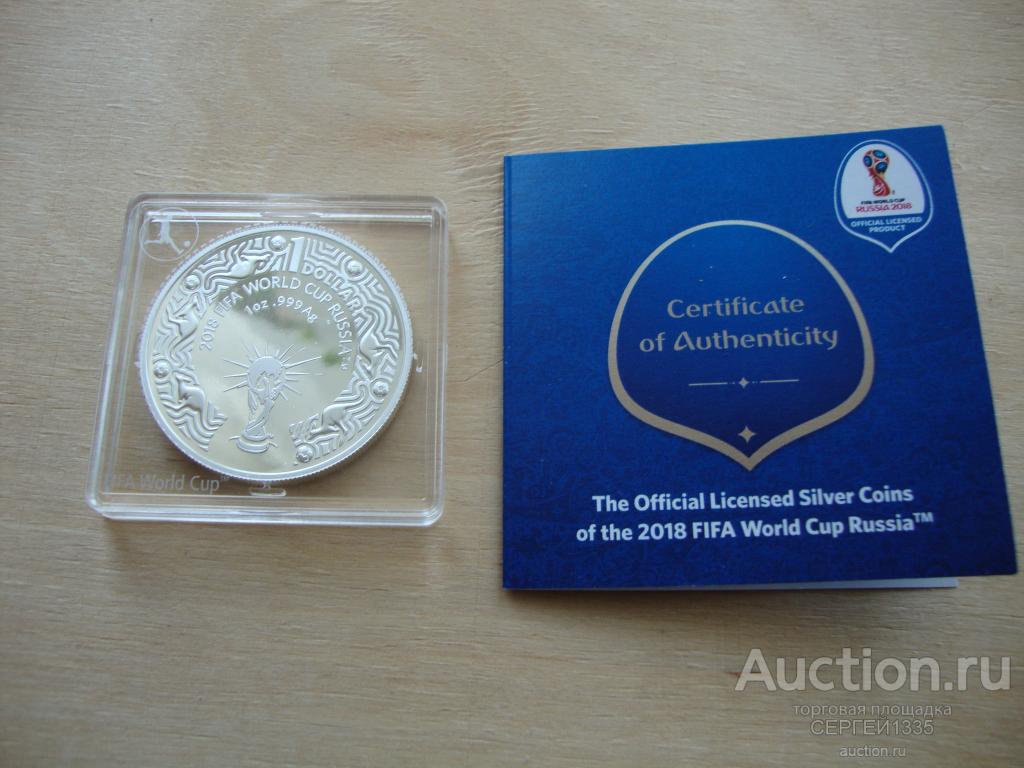 1
DOLLAR
2018 FIFA WORLD CUP RUSSIA™
1oz .999 Ag
FIFA World Cup™
FIFA WORLD CUP
RUSSIA 2018
OFFICIAL LICENSED
PRODUCT
Certificate
of Authenticity
The Official Licensed Silver Coins
of the 2018 FIFA World Cup Russia™
Auction.ru
торговая площадка
СЕРГЕЙ1335
auction.ru